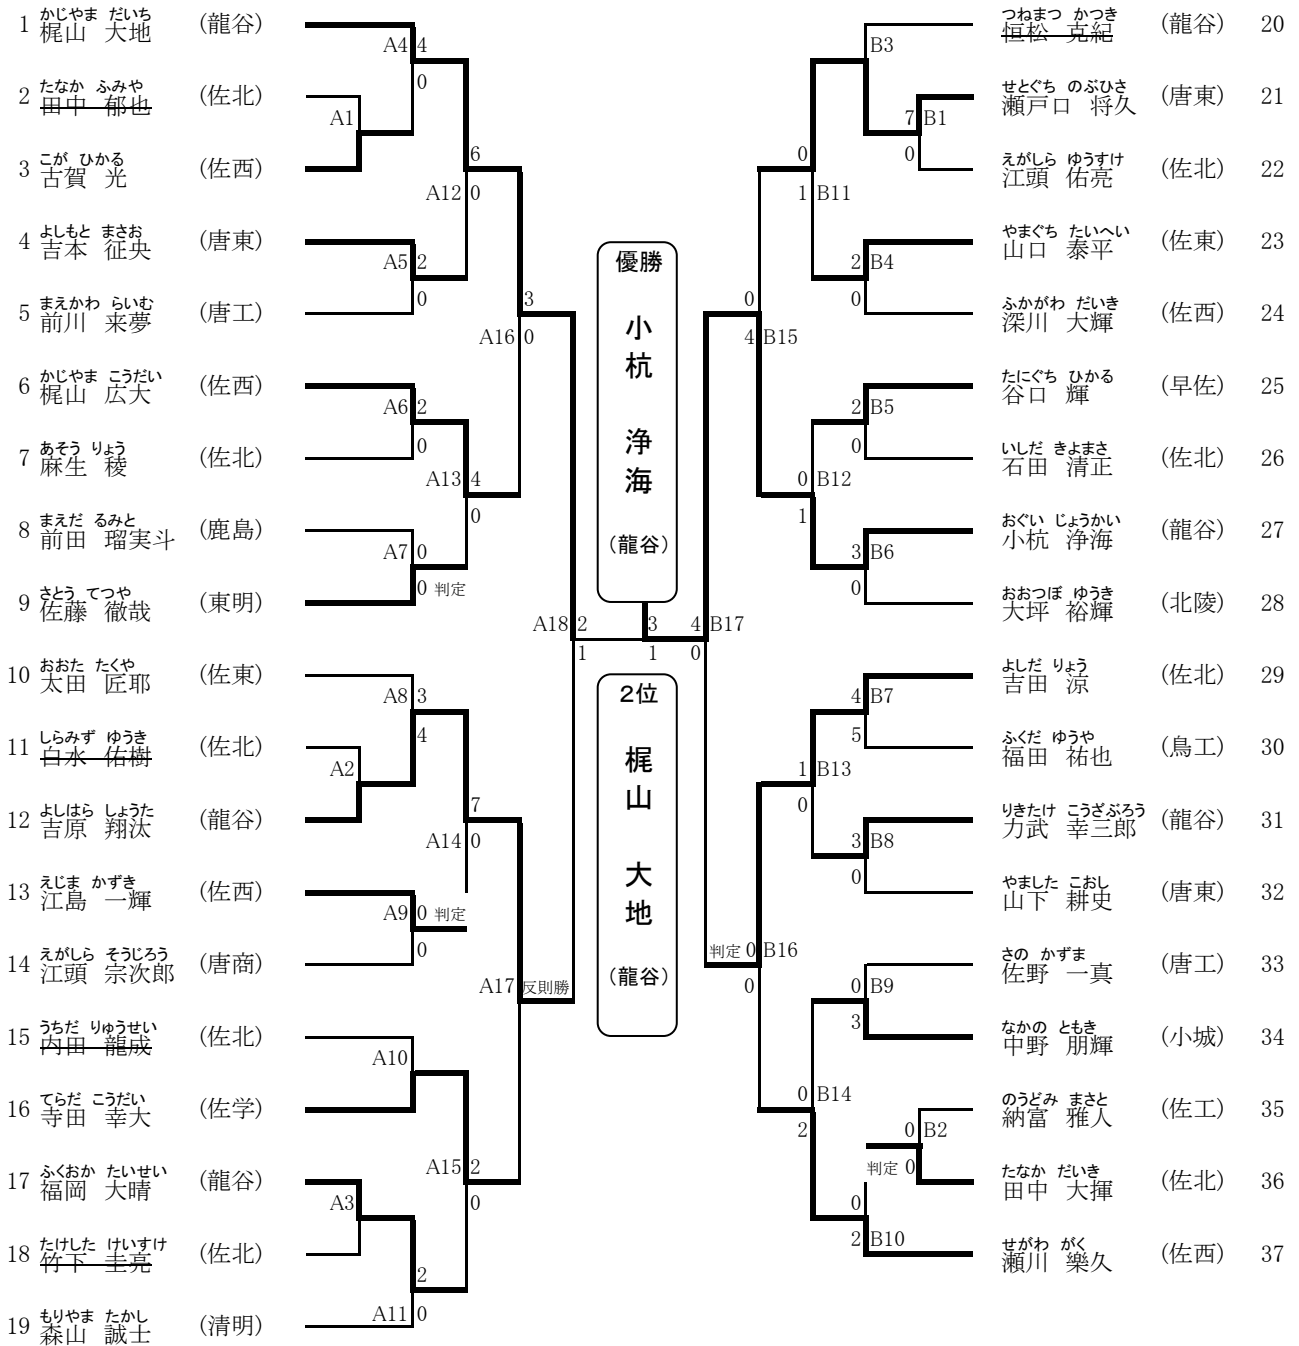 かじやま だいち
1 梶山 大地 (龍谷)
たなか ふみや
2 田中 郁也 (佐北)
こが ひかる
3 古賀 光 (佐西)
よしもと まさお
4 吉本 征央 (唐東)
まえかわ らいむ
5 前川 来夢 (唐工)
かじやま こうだい
6 梶山 広大 (佐西)
あそう りょう
7 麻生 稜 (佐北)
まえだ るみと
8 前田 瑠実斗 (鹿島)
さとう てつや
9 佐藤 徹哉 (東明)
おおた たくや
10 太田 匠耶 (佐東)
しらみず ゆうき
11 白水 佑樹 (佐北)
よしはら しょうた
12 吉原 翔汰 (龍谷)
えじま かずき
13 江島 一輝 (佐西)
えがしら そうじろう
14 江頭 宗次郎 (唐商)
うちだ りゅうせい
15 内田 龍成 (佐北)
てらだ こうだい
16 寺田 幸大 (佐学)
ふくおか たいせい
17 福岡 大晴 (龍谷)
たけした けいすけ
18 竹下 圭亮 (佐北)
もりやま たかし
19 森山 誠士 (清明)
A1
A2
A3
A4 4
0
A5 2
0
A6 2
0
A7 0
0 判定
A8 3
4
A9 0 判定
0
A10
2
A11 0
6
A12 0
A13 4
0
7
A14 0
A15 2
0
3
A16 0
A17 反則勝
A18 2
1
優勝
小杭 浄海
(龍谷)
3
1
2位
梶山 大地
(龍谷)
4 B17
0
0
4 B15
判定 0 B16
0
0
1 B11
0 B12
1
1 B13
0
0 B14
2
B3
2 B4
0
2 B5
0
3 B6
0
4 B7
5
3 B8
0
0 B9
3
0
2 B10
7 B1
0
0 B2
判定 0
つねまつ かつき
恒松 克紀 (龍谷) 20
せとぐち のぶひさ
瀬戸口 将久 (唐東) 21
えがしら ゆうすけ
江頭 佑亮 (佐北) 22
やまぐち たいへい
山口 泰平 (佐東) 23
ふかがわ だいき
深川 大輝 (佐西) 24
たにぐち ひかる
谷口 輝 (早佐) 25
いしだ きよまさ
石田 清正 (佐北) 26
おぐい じょうかい
小杭 浄海 (龍谷) 27
おおつぼ ゆうき
大坪 裕輝 (北陵) 28
よしだ りょう
吉田 涼 (佐北) 29
ふくだ ゆうや
福田 祐也 (鳥工) 30
りきたけ こうざぶろう
力武 幸三郎 (龍谷) 31
やました こおし
山下 耕史 (唐東) 32
さの かずま
佐野 一真 (唐工) 33
なかの ともき
中野 朋輝 (小城) 34
のうどみ まさと
納富 雅人 (佐工) 35
たなか だいき
田中 大揮 (佐北) 36
せがわ がく
瀬川 樂久 (佐西) 37